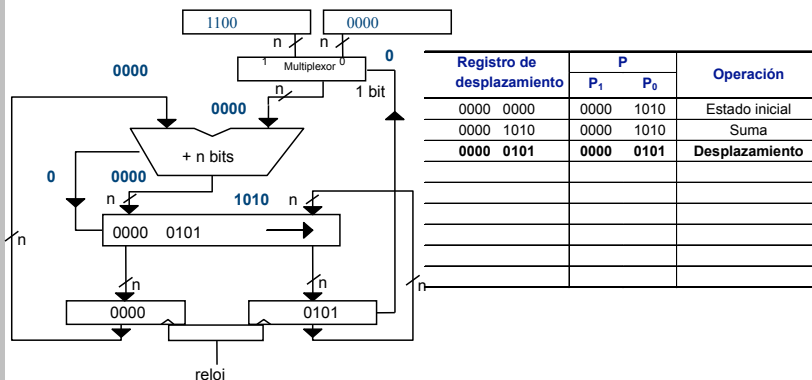 1100 0000
n n
1 Multiplexor 0 0
0000
n 1 bit
0000
+ n bits
0 0000
n 1010 n
0000 0101
n n
n n
0000 0101
reloj
Registro de desplazamiento P Operación
P1 P0
0000 0000 0000 1010 Estado inicial
0000 1010 0000 1010 Suma
0000 0101 0000 0101 Desplazamiento